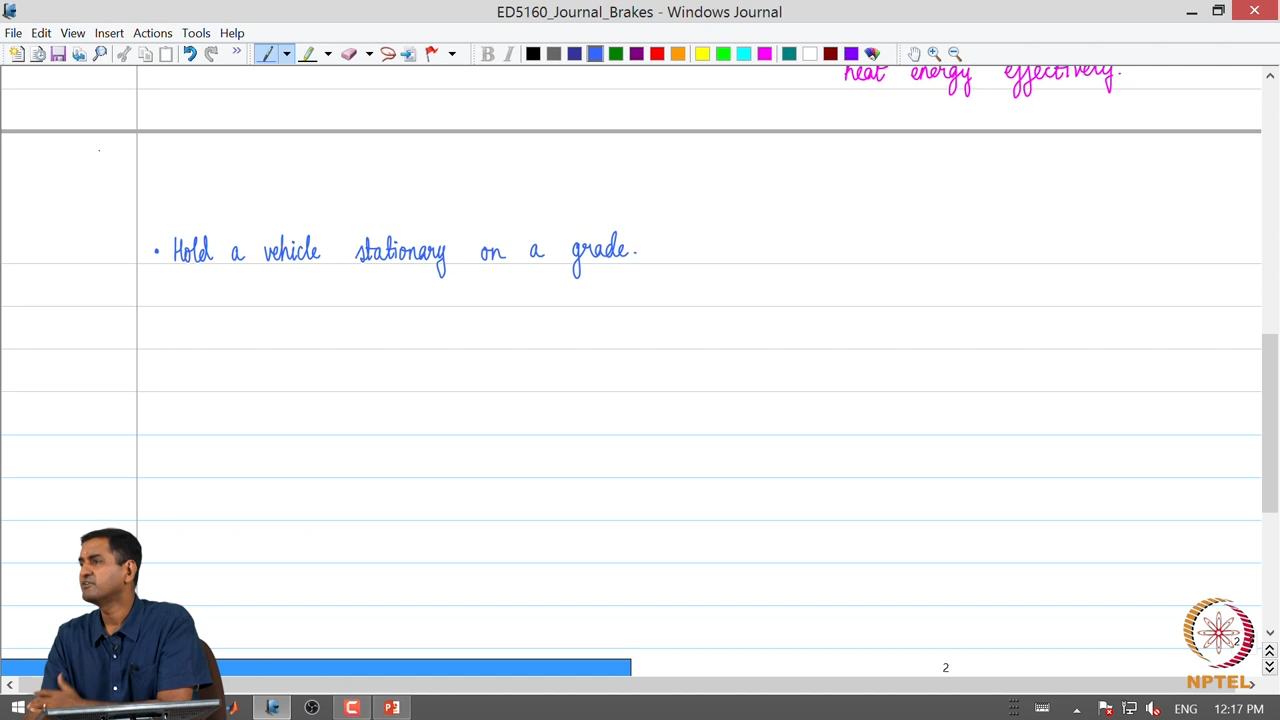 ED5160_Journal_Brakes - Windows Journal
File Edit View Insert Actions Tools Help
B I
heat energy effectively.
• Hold a vehicle stationary on a grade.
2
2
NPTEL
ENG 12:17 PM